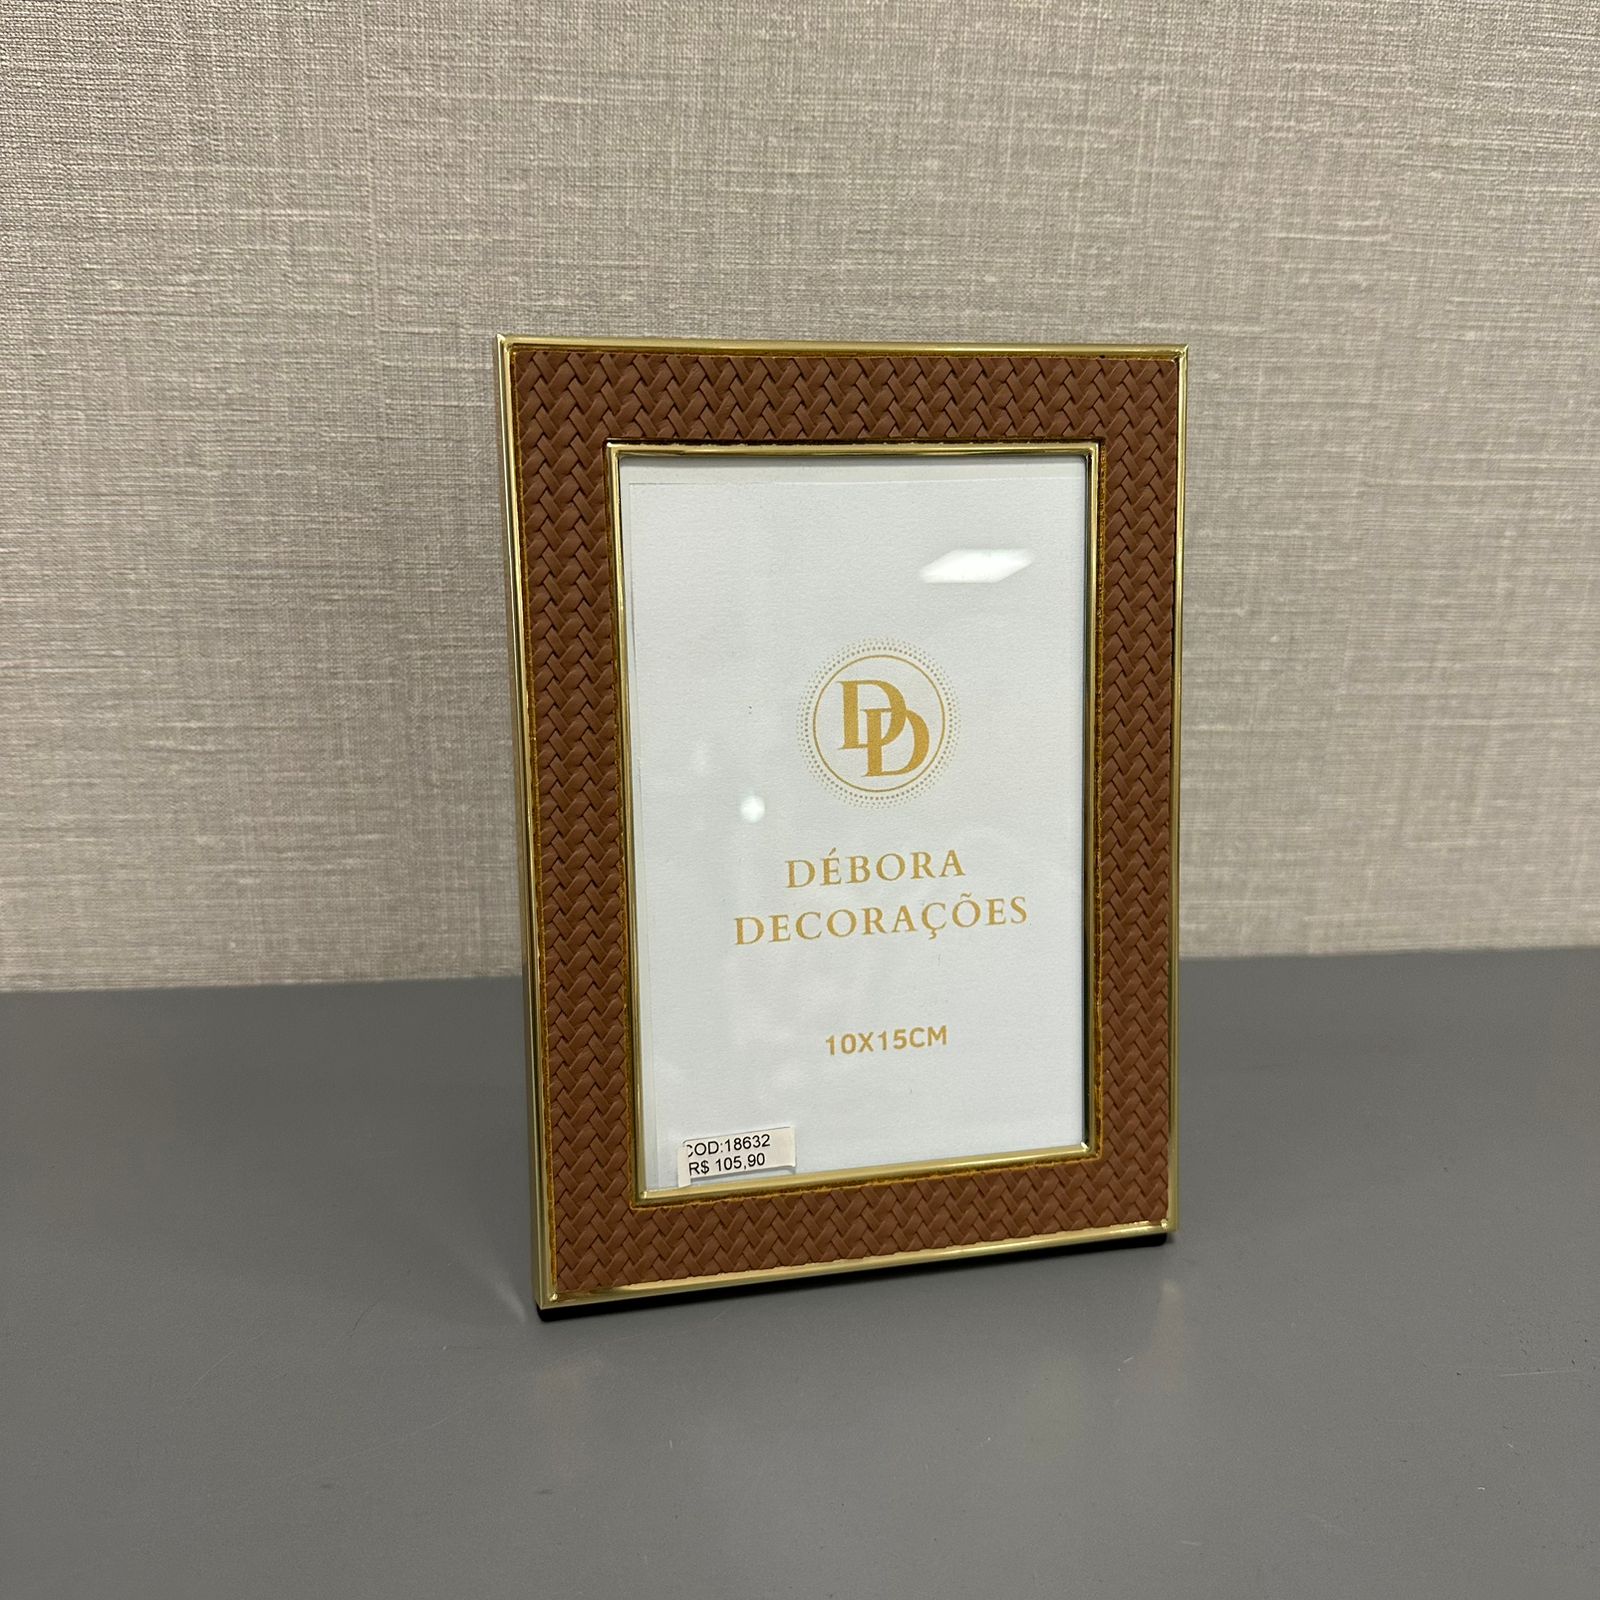 DD
DÉBORA
DECORAÇÕES
10X15CM
COD:18632
R$ 105,90